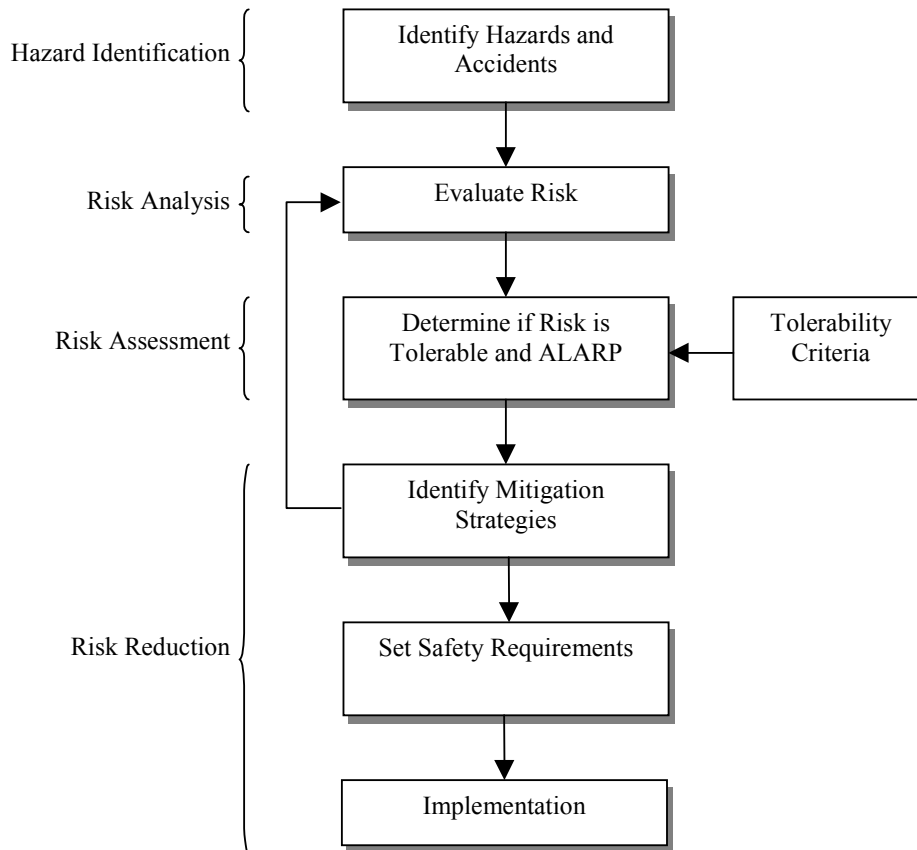 Hazard Identification
Identify Hazards and
Accidents
Risk Analysis
Evaluate Risk
Risk Assessment
Determine if Risk is
Tolerable and ALARP
Tolerability
Criteria
Identify Mitigation
Strategies
Risk Reduction
Set Safety Requirements
Implementation